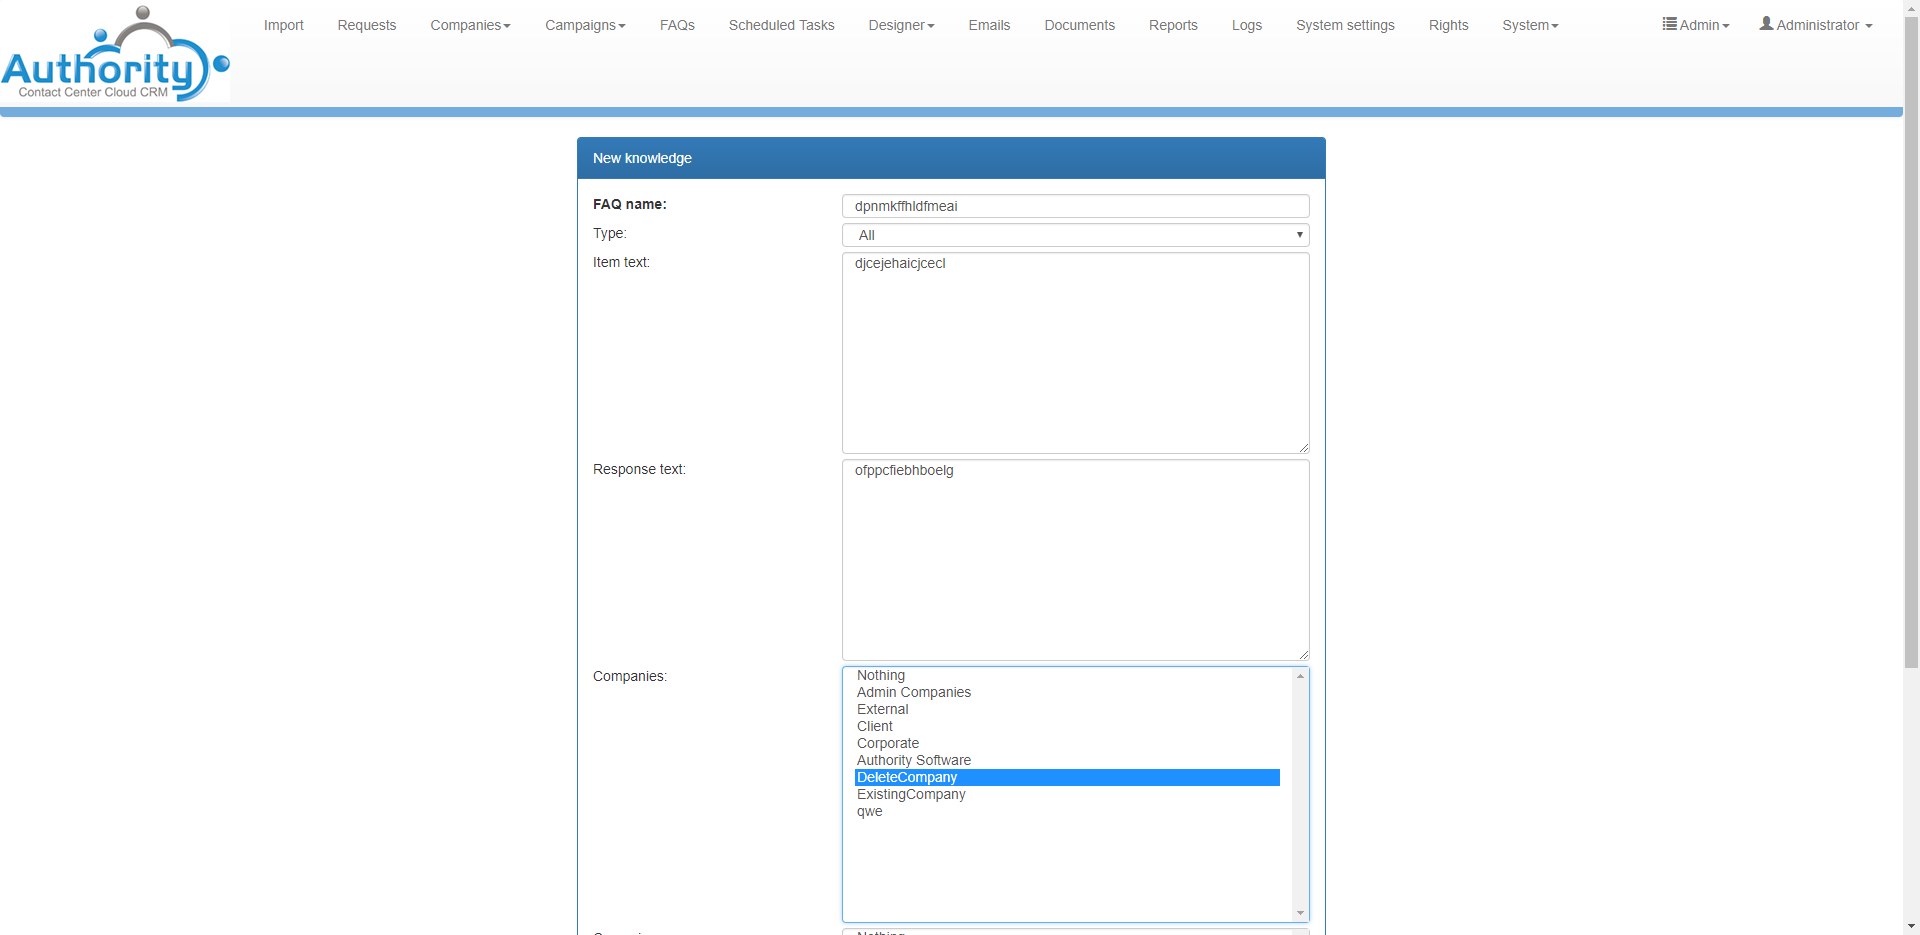 Authority
Contact Center Cloud CRM
Import Requests Companies Campaigns FAQs Scheduled Tasks Designer Emails Documents Reports Logs System settings Rights System Admin Administrator
New knowledge
FAQ name: dpnmkffhldfmeai
Type: All
Item text: djcejehaicjcecl
Response text: ofppcfiebhboelg
Companies: Nothing
Admin Companies
External
Client
Corporate
Authority Software
DeleteCompany
ExistingCompany
qwe
Nothing